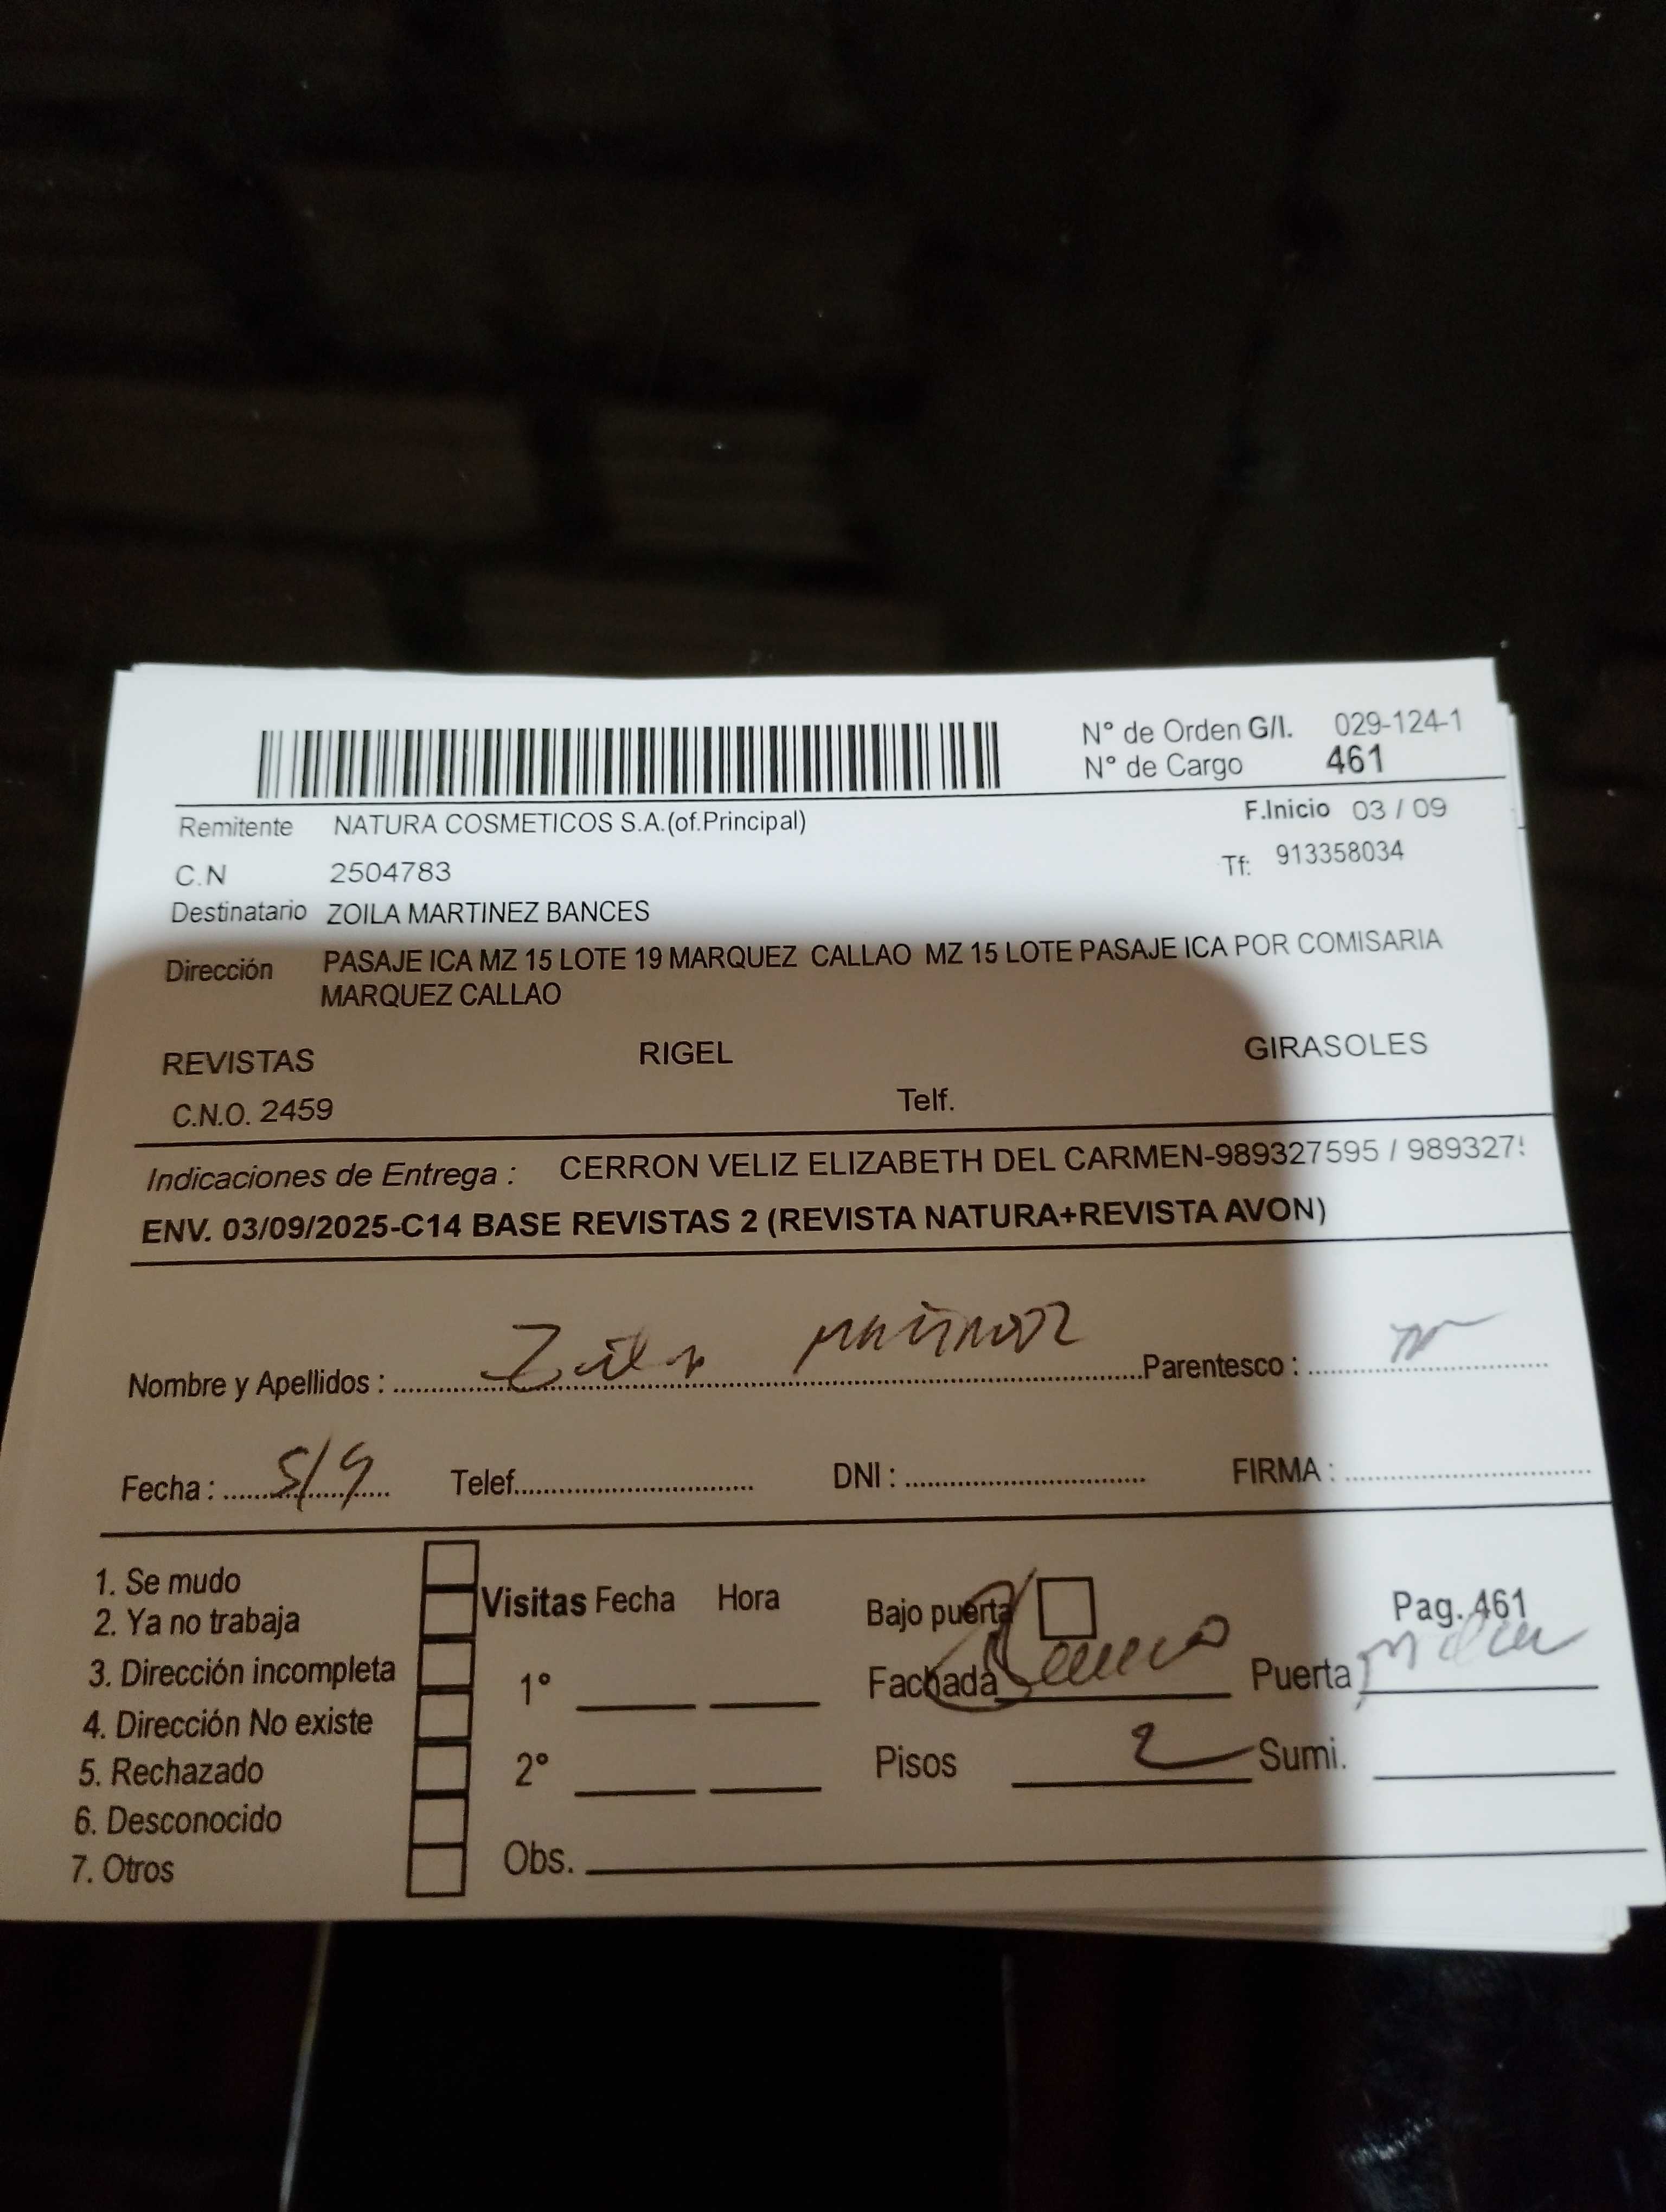 N° de Orden G/I. 029-124-1
N° de Cargo 461
Remitente NATURA COSMETICOS S.A.(of.Principal)
F.Inicio 03 / 09
C.N 2504783
Tf: 913358034
Destinatario ZOILA MARTINEZ BANCES
Dirección PASAJE ICA MZ 15 LOTE 19 MARQUEZ CALLAO MZ 15 LOTE PASAJE ICA POR COMISARIA
MARQUEZ CALLAO
REVISTAS RIGEL GIRASOLES
C.N.O. 2459 Telf.
Indicaciones de Entrega : CERRON VELIZ ELIZABETH DEL CARMEN-989327595 / 989327
ENV. 03/09/2025-C14 BASE REVISTAS 2 (REVISTA NATURA+REVISTA AVON)
Nombre y Apellidos : Parentesco :
Fecha : 5/9 Telef. DNI : FIRMA :
1. Se mudo
2. Ya no trabaja
3. Dirección incompleta
4. Dirección No existe
5. Rechazado
6. Desconocido
7. Otros
Visitas Fecha Hora
1°
2°
Obs.
Bajo puerta Pag. 461
Fachada Puerta
Pisos 2 Sumi.